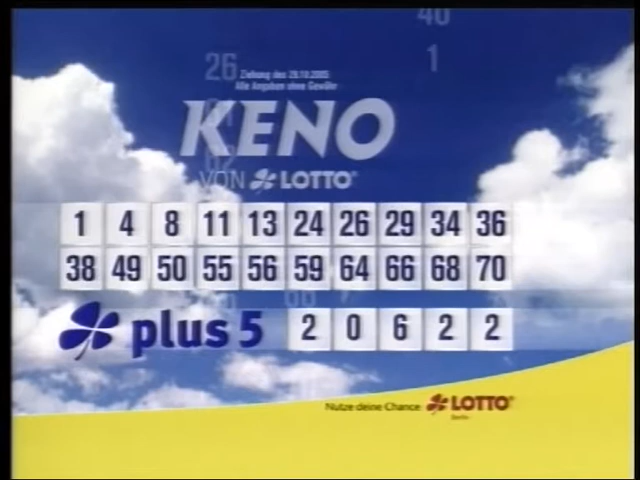 40
26
1
Ziehung des 29.10.2005
Alle Angaben ohne Gewähr
KENO
VON LOTTO
1 4 8 11 13 24 26 29 34 36
38 49 50 55 56 59 64 66 68 70
plus 5 2 0 6 2 2
Nutze deine Chance LOTTO
Berlin